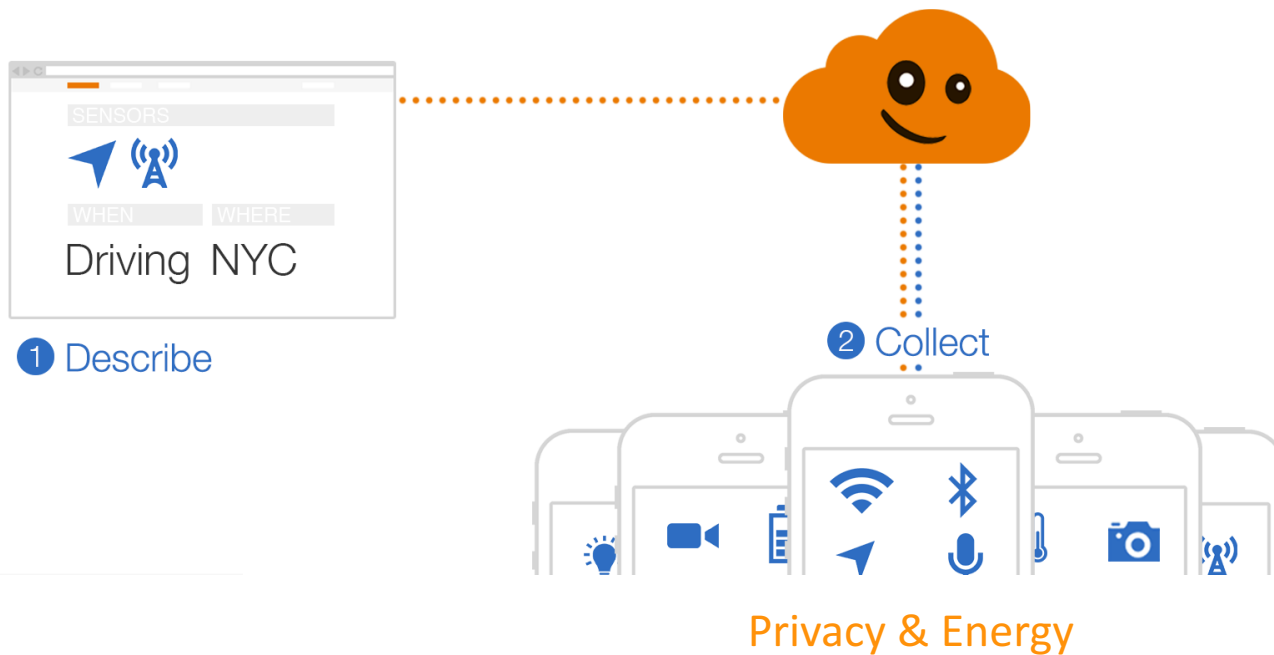 SENSORS
WHEN WHERE
Driving NYC
1 Describe
2 Collect
Privacy & Energy